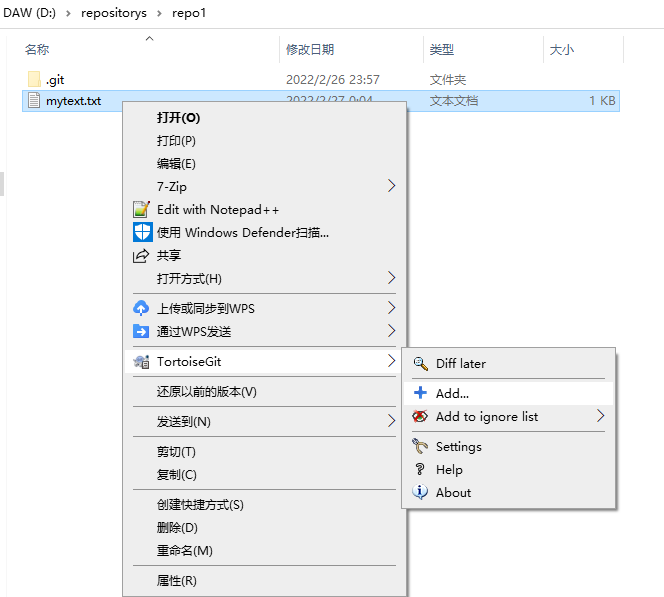 DAW (D:) › repositorys › repo1
名称 修改日期 类型 大小
.git 2022/2/26 23:57 文件夹
mytext.txt 2022/2/27 0:04 文本文档 1 KB
打开(O)
打印(P)
编辑(E)
7-Zip
Edit with Notepad++
使用 Windows Defender扫描...
共享
打开方式(H)
上传或同步到WPS
通过WPS发送
TortoiseGit
还原以前的版本(V)
发送到(N)
剪切(T)
复制(C)
创建快捷方式(S)
删除(D)
重命名(M)
属性(R)
Diff later
Add...
Add to ignore list
Settings
Help
About